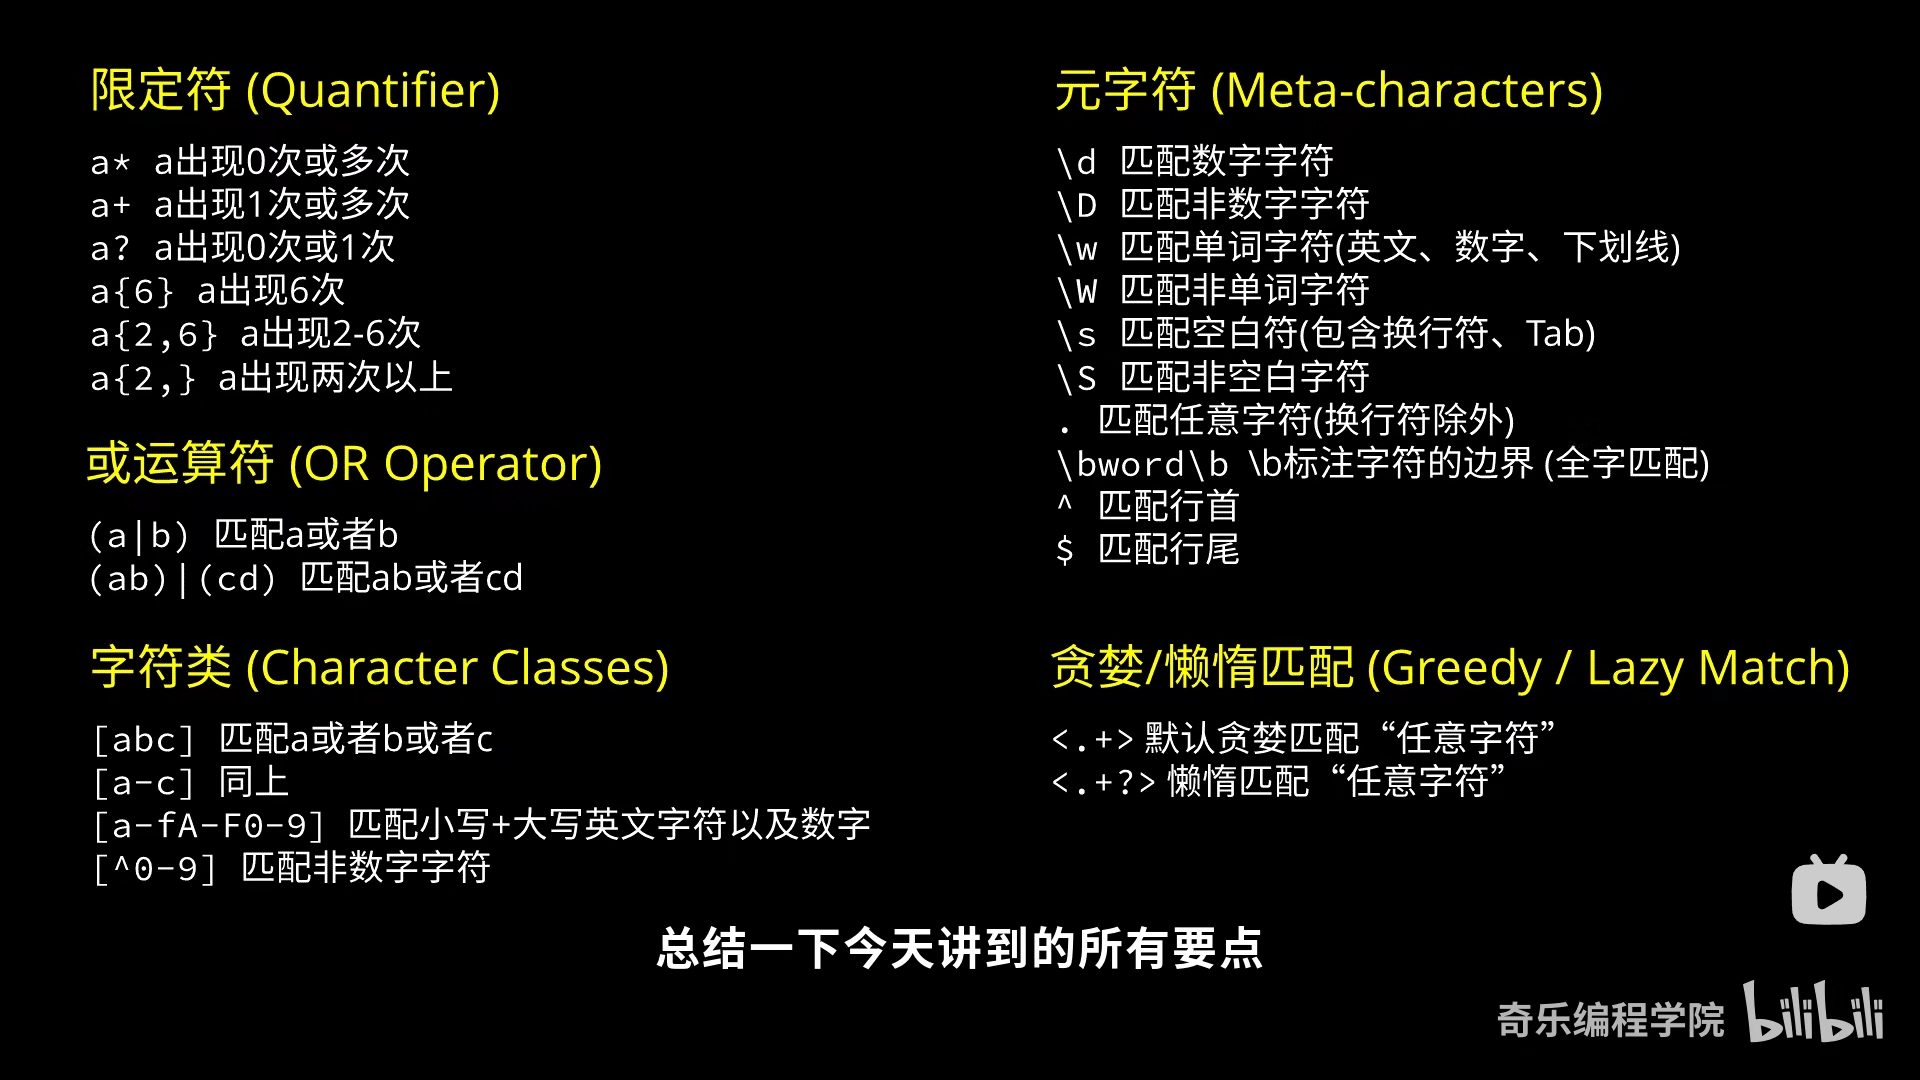 限定符 (Quantifier)
a* a出现0次或多次
a+ a出现1次或多次
a? a出现0次或1次
a{6} a出现6次
a{2,6} a出现2-6次
a{2,} a出现两次以上
或运算符 (OR Operator)
(a|b) 匹配a或者b
(ab)|(cd) 匹配ab或者cd
字符类 (Character Classes)
[abc] 匹配a或者b或者c
[a-c] 同上
[a-fA-F0-9] 匹配小写+大写英文字符以及数字
[^0-9] 匹配非数字字符
元字符 (Meta-characters)
\d 匹配数字字符
\D 匹配非数字字符
\w 匹配单词字符(英文、数字、下划线)
\W 匹配非单词字符
\s 匹配空白符(包含换行符、Tab)
\S 匹配非空白字符
. 匹配任意字符(换行符除外)
\bword\b \b标注字符的边界 (全字匹配)
^ 匹配行首
$ 匹配行尾
贪婪/懒惰匹配 (Greedy / Lazy Match)
<.+> 默认贪婪匹配“任意字符”
<.+?> 懒惰匹配“任意字符”
总结一下今天讲到的所有要点
奇乐编程学院 bilibili